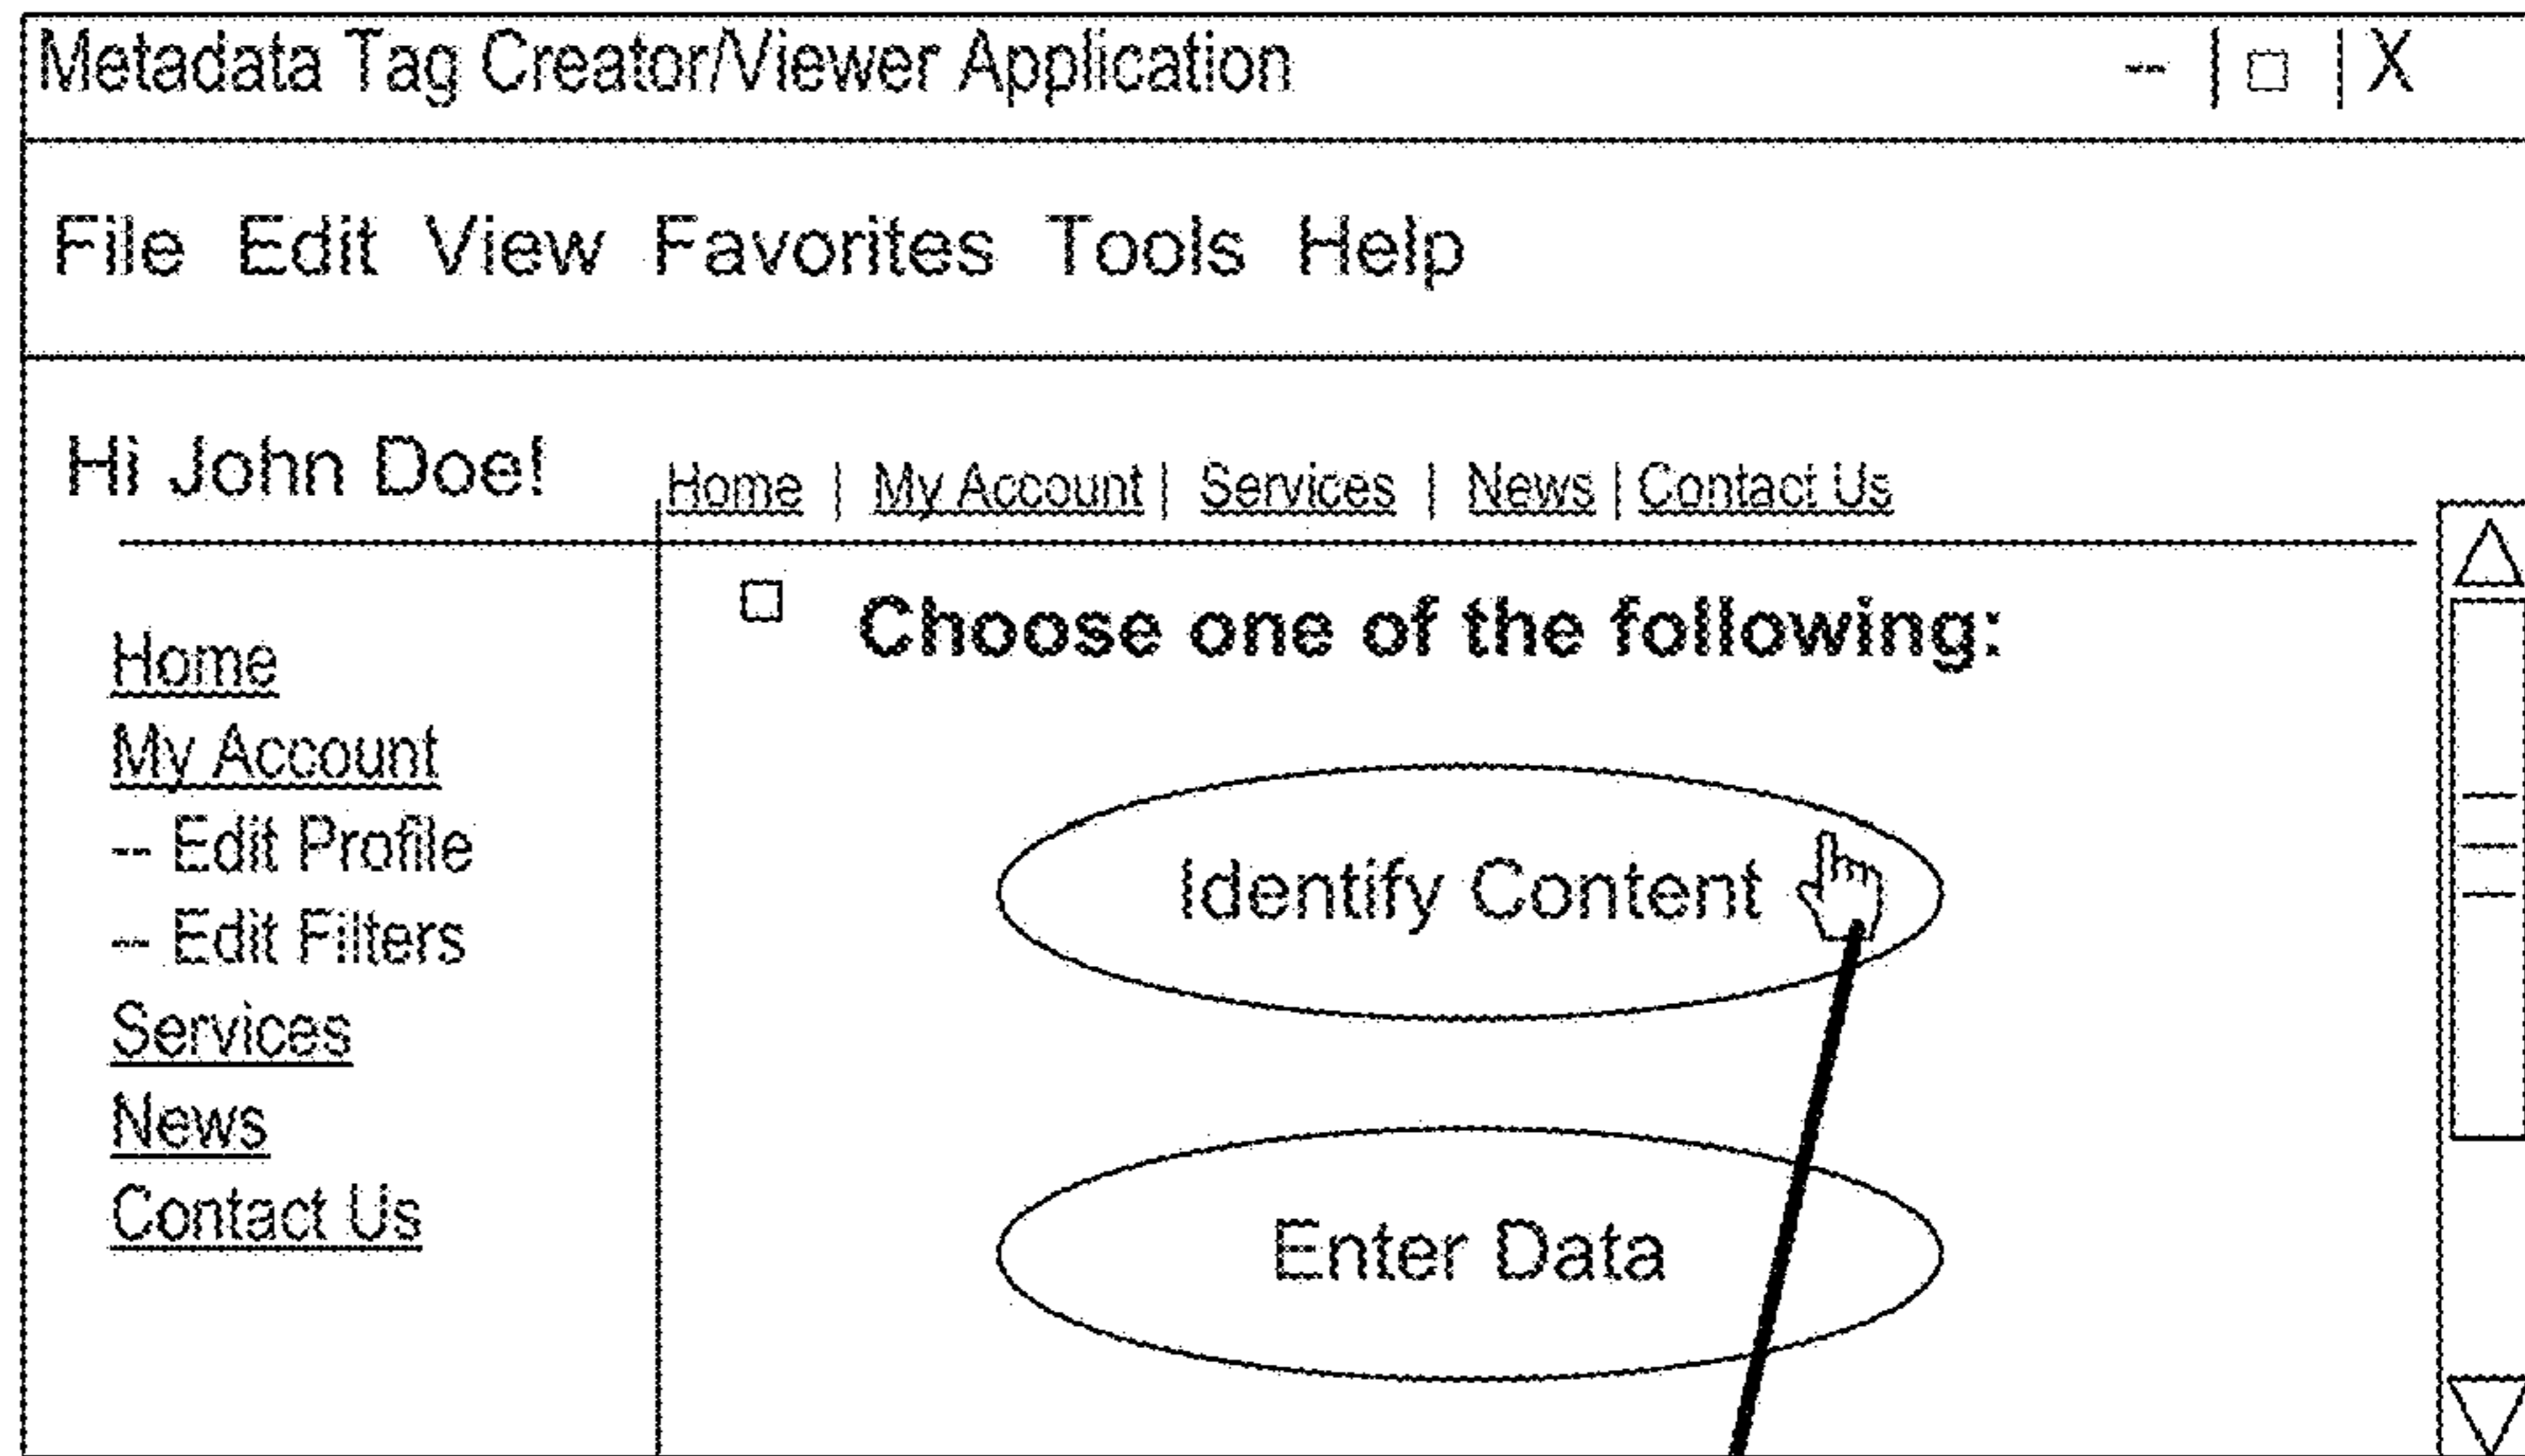 Metadata Tag Creator/Viewer Application -- | □ | X
File Edit View Favorites Tools Help
Hi John Doe!
Home | My Account | Services | News | Contact Us
Home
My Account
-- Edit Profile
-- Edit Filters
Services
News
Contact Us
Choose one of the following:
Identify Content
Enter Data